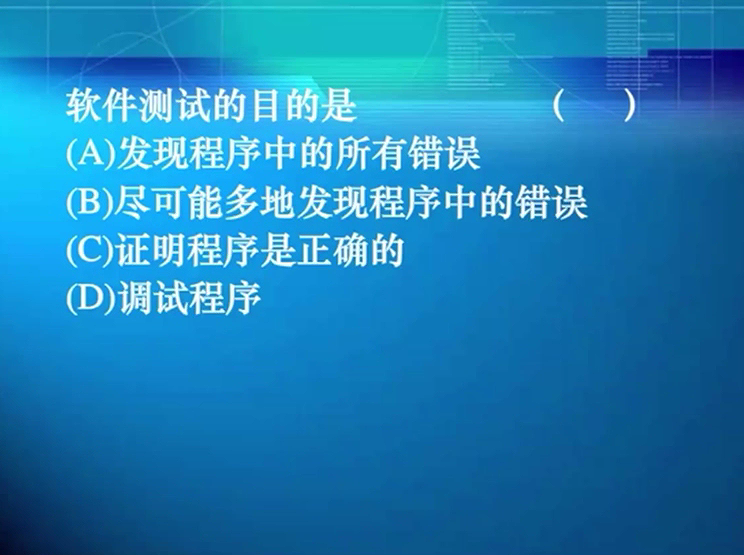 软件测试的目的是 ( )
(A)发现程序中的所有错误
(B)尽可能多地发现程序中的错误
(C)证明程序是正确的
(D)调试程序